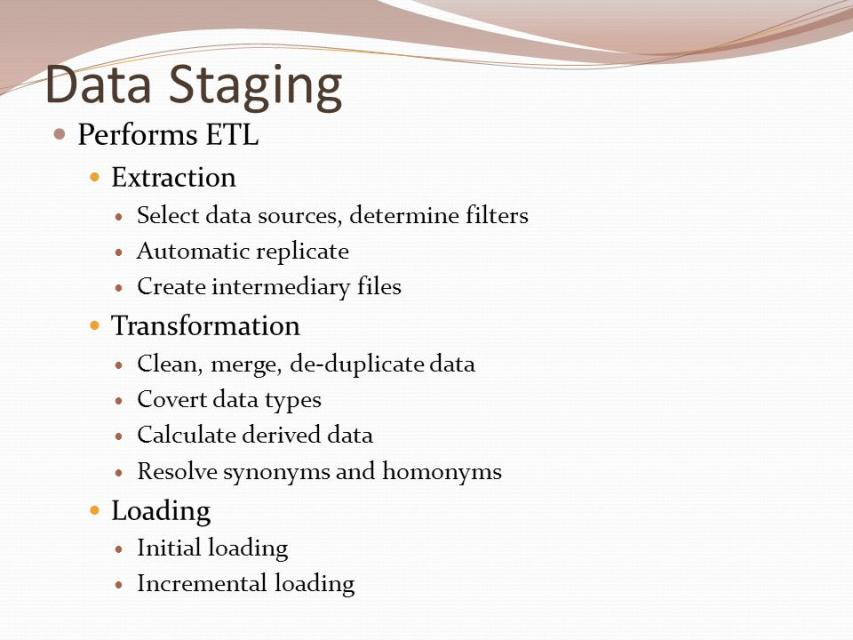 Data Staging
Performs ETL
Extraction
Select data sources, determine filters
Automatic replicate
Create intermediary files
Transformation
Clean, merge, de-duplicate data
Covert data types
Calculate derived data
Resolve synonyms and homonyms
Loading
Initial loading
Incremental loading